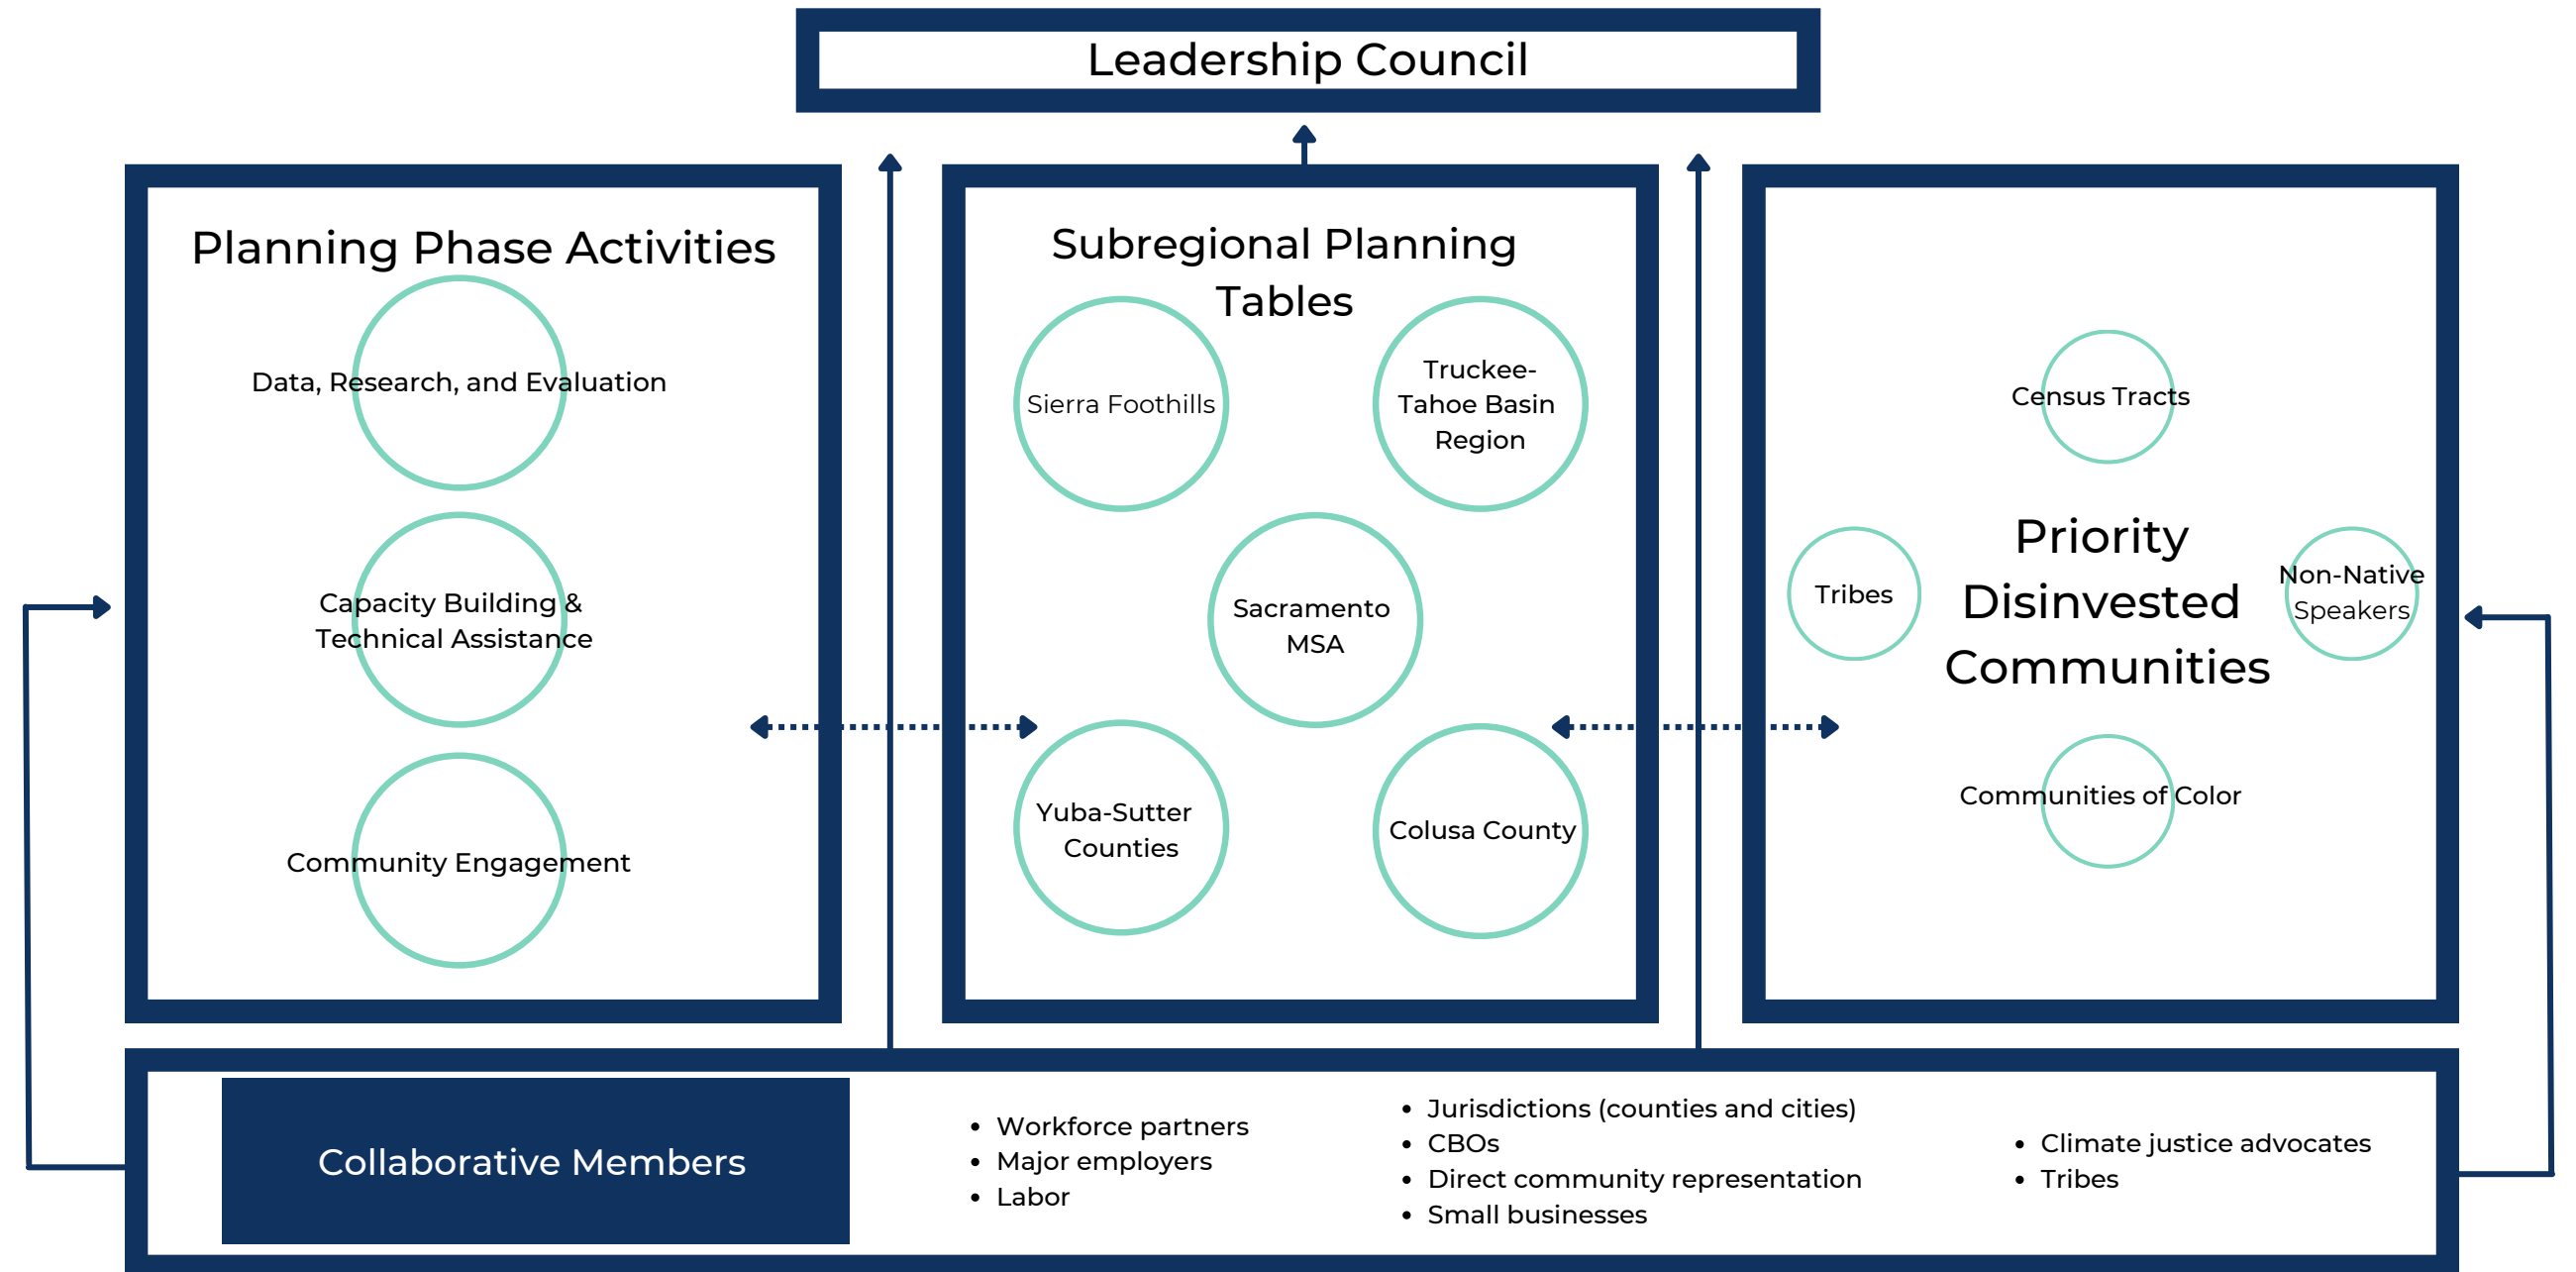 Leadership Council
Planning Phase Activities
Data, Research, and Evaluation
Capacity Building &
Technical Assistance
Community Engagement
Subregional Planning
Tables
Sierra Foothills
Truckee-
Tahoe Basin
Region
Sacramento
MSA
Yuba-Sutter
Counties
Colusa County
Census Tracts
Priority
Disinvested
Communities
Tribes
Non-Native
Speakers
Communities of Color
Collaborative Members
• Workforce partners
• Major employers
• Labor
• Jurisdictions (counties and cities)
• CBOs
• Direct community representation
• Small businesses
• Climate justice advocates
• Tribes